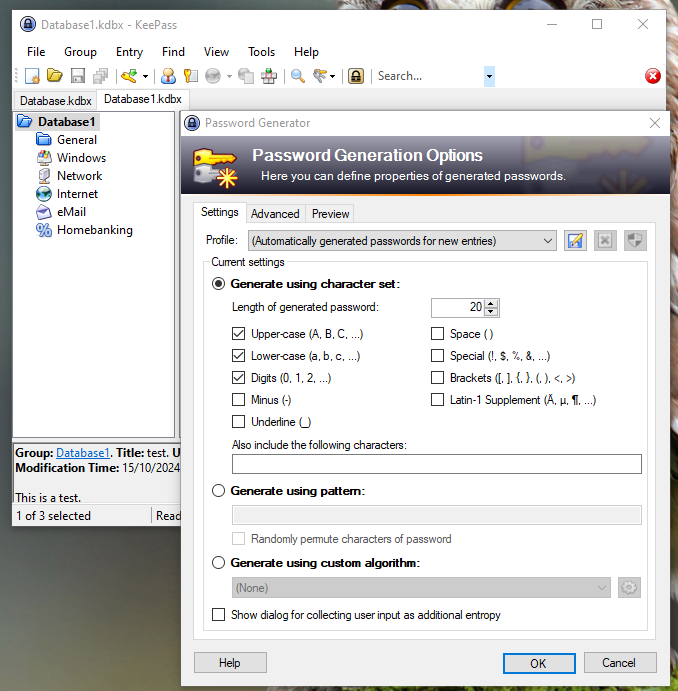 Database1.kdbx - KeePass
File Group Entry Find View Tools Help
Search...
Database.kdbx Database1.kdbx
Database1
General
Windows
Network
Internet
eMail
Homebanking
Group: Database1. Title: test. U
Modification Time: 15/10/2024
This is a test.
1 of 3 selected Read
Password Generator
Password Generation Options
Here you can define properties of generated passwords.
Settings Advanced Preview
Profile: (Automatically generated passwords for new entries)
Current settings
Generate using character set:
Length of generated password: 20
Upper-case (A, B, C, ...) Space ( )
Lower-case (a, b, c, ...) Special (!, $, %, &, ...)
Digits (0, 1, 2, ...) Brackets ([, ], {, }, (, ), <, >)
Minus (-) Latin-1 Supplement (Ä, µ, ¶, ...)
Underline (_)
Also include the following characters:
Generate using pattern:
Randomly permute characters of password
Generate using custom algorithm:
(None)
Show dialog for collecting user input as additional entropy
Help OK Cancel